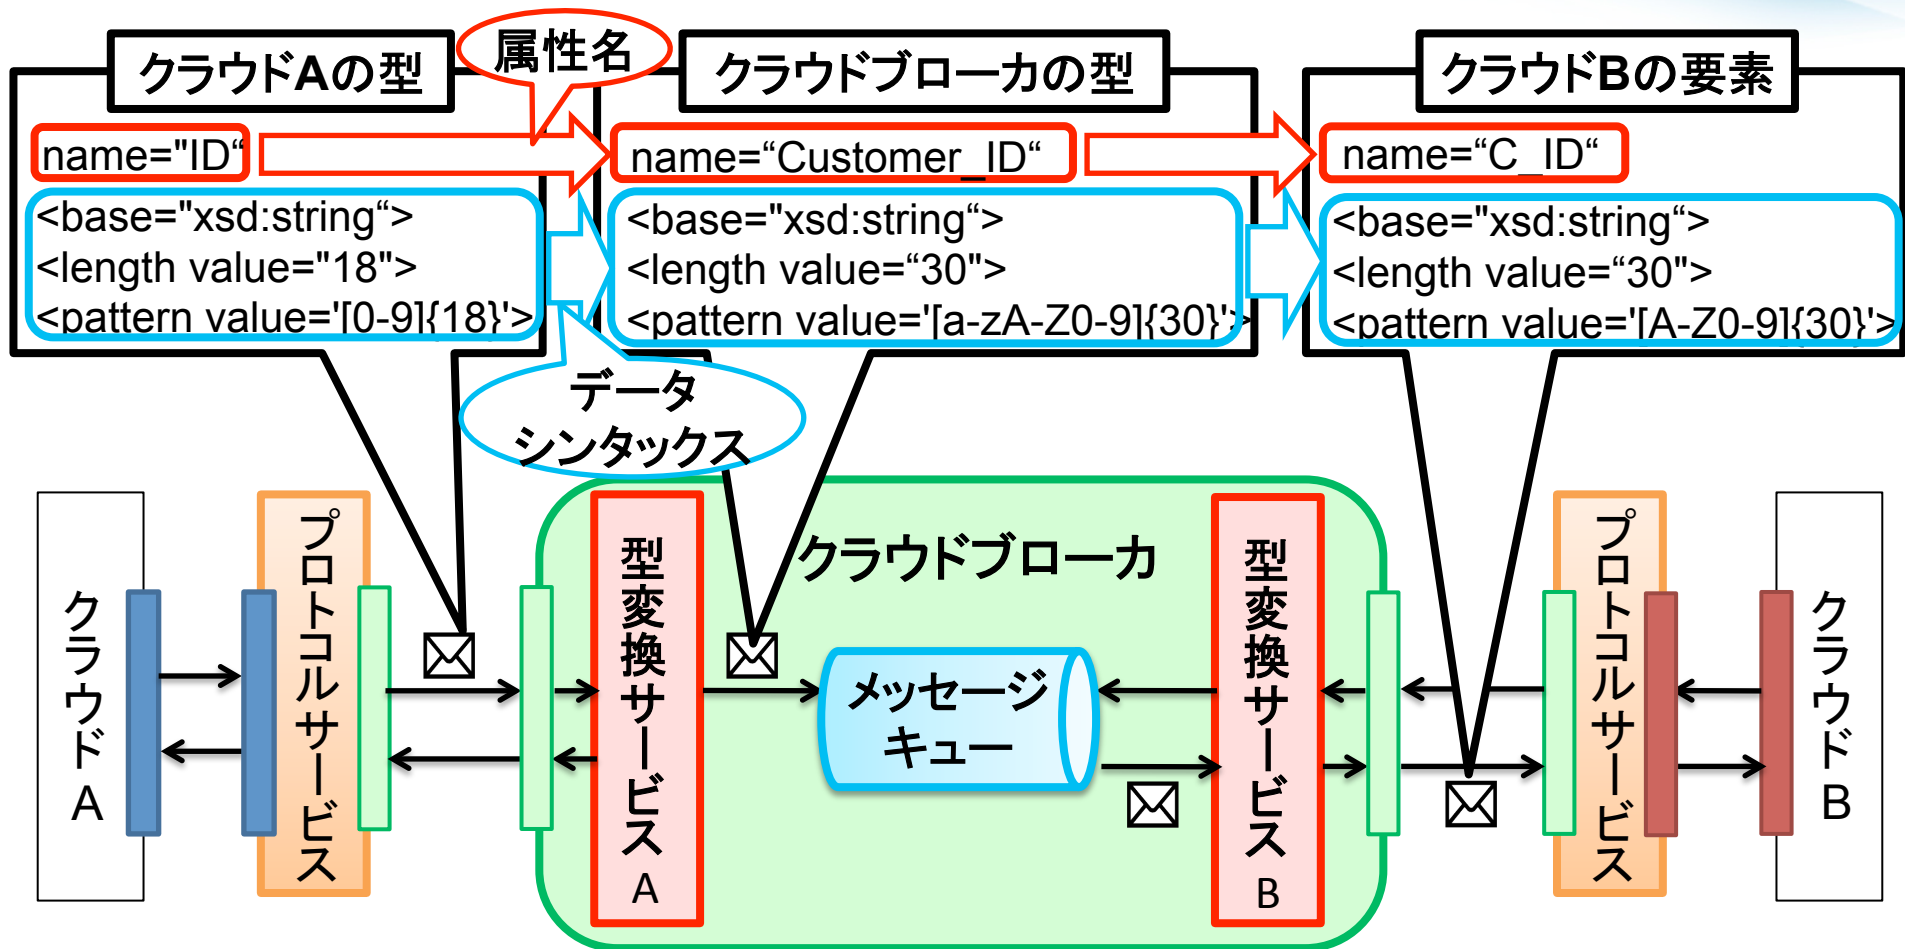 属性名
クラウドAの型
クラウドブローカの型
クラウドBの要素
name="ID“
name=“Customer_ID“
name=“C_ID“
<base="xsd:string“>
<length value="18">
<pattern value='[0-9]{18}'>
<base="xsd:string“>
<length value=“30">
<pattern value='[a-zA-Z0-9]{30}'>
<base="xsd:string“>
<length value=“30">
<pattern value='[A-Z0-9]{30}'>
データ
シンタックス
クラウドA
プロトコルサービス
型変換サービス
A
クラウドブローカ
メッセージ
キュー
型変換サービス
B
プロトコルサービス
クラウドB